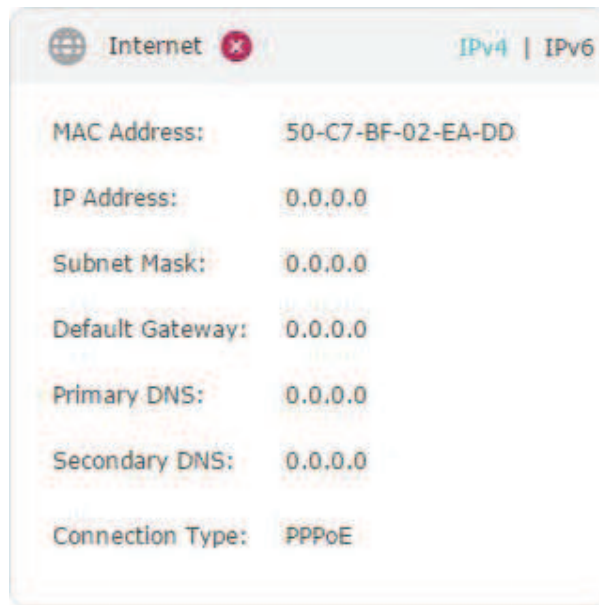 Internet IPv4 | IPv6
MAC Address: 50-C7-BF-02-EA-DD
IP Address: 0.0.0.0
Subnet Mask: 0.0.0.0
Default Gateway: 0.0.0.0
Primary DNS: 0.0.0.0
Secondary DNS: 0.0.0.0
Connection Type: PPPoE